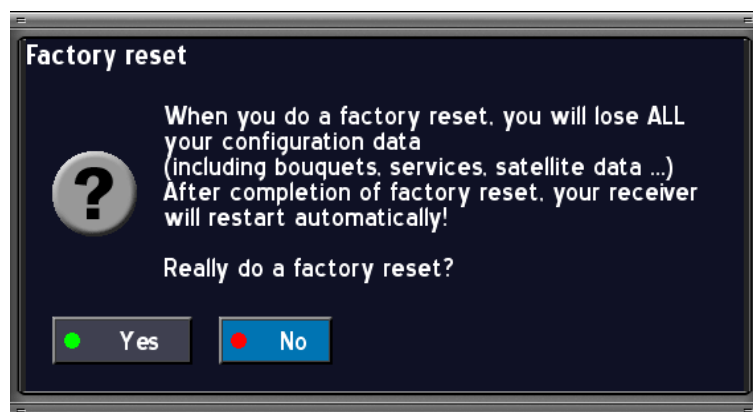 Factory reset
When you do a factory reset, you will lose ALL
your configuration data
(including bouquets, services, satellite data ...)
After completion of factory reset, your receiver
will restart automatically!
Really do a factory reset?
?
Yes
No